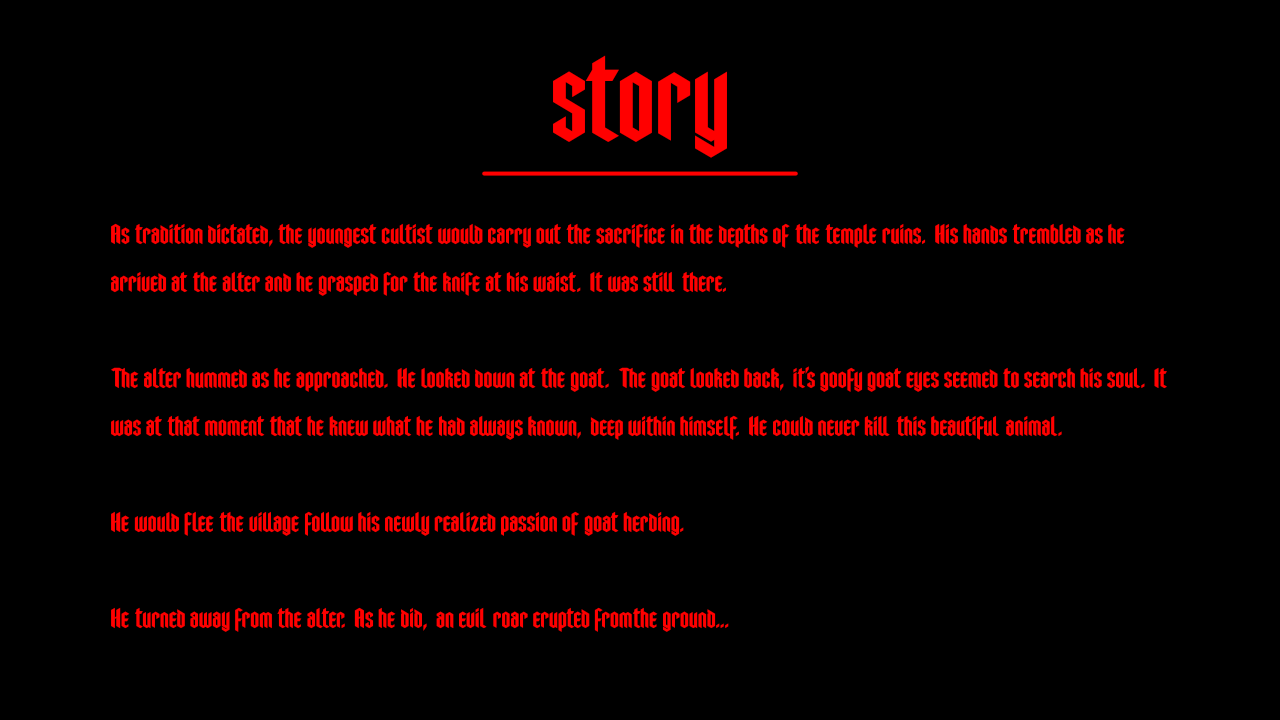 story
As tradition dictated, the youngest cultist would carry out the sacrifice in the depths of the temple ruins. His hands trembled as he
arrived at the alter and he grasped for the knife at his waist. It was still there.
The alter hummed as he approached. He looked down at the goat. The goat looked back, it's goofy goat eyes seemed to search his soul. It
was at that moment that he knew what he had always known, deep within himself. He could never kill this beautiful animal.
He would flee the village follow his newly realized passion of goat herding.
He turned away from the alter. As he did, an evil roar erupted fromthe ground...